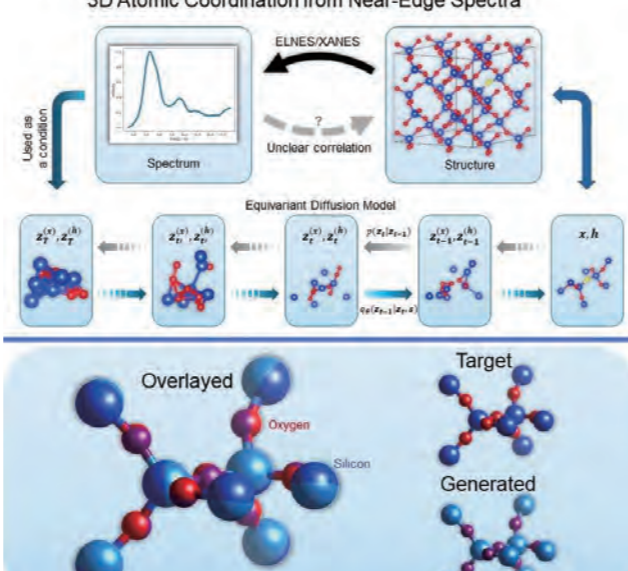 3D Atomic Coordination from Near-Edge Spectra
ELNES/XANES
?
Unclear correlation
Spectrum
Structure
Used as
a condition
Equivariant Diffusion Model
x, h
Overlayed
Oxygen
Silicon
Target
Generated